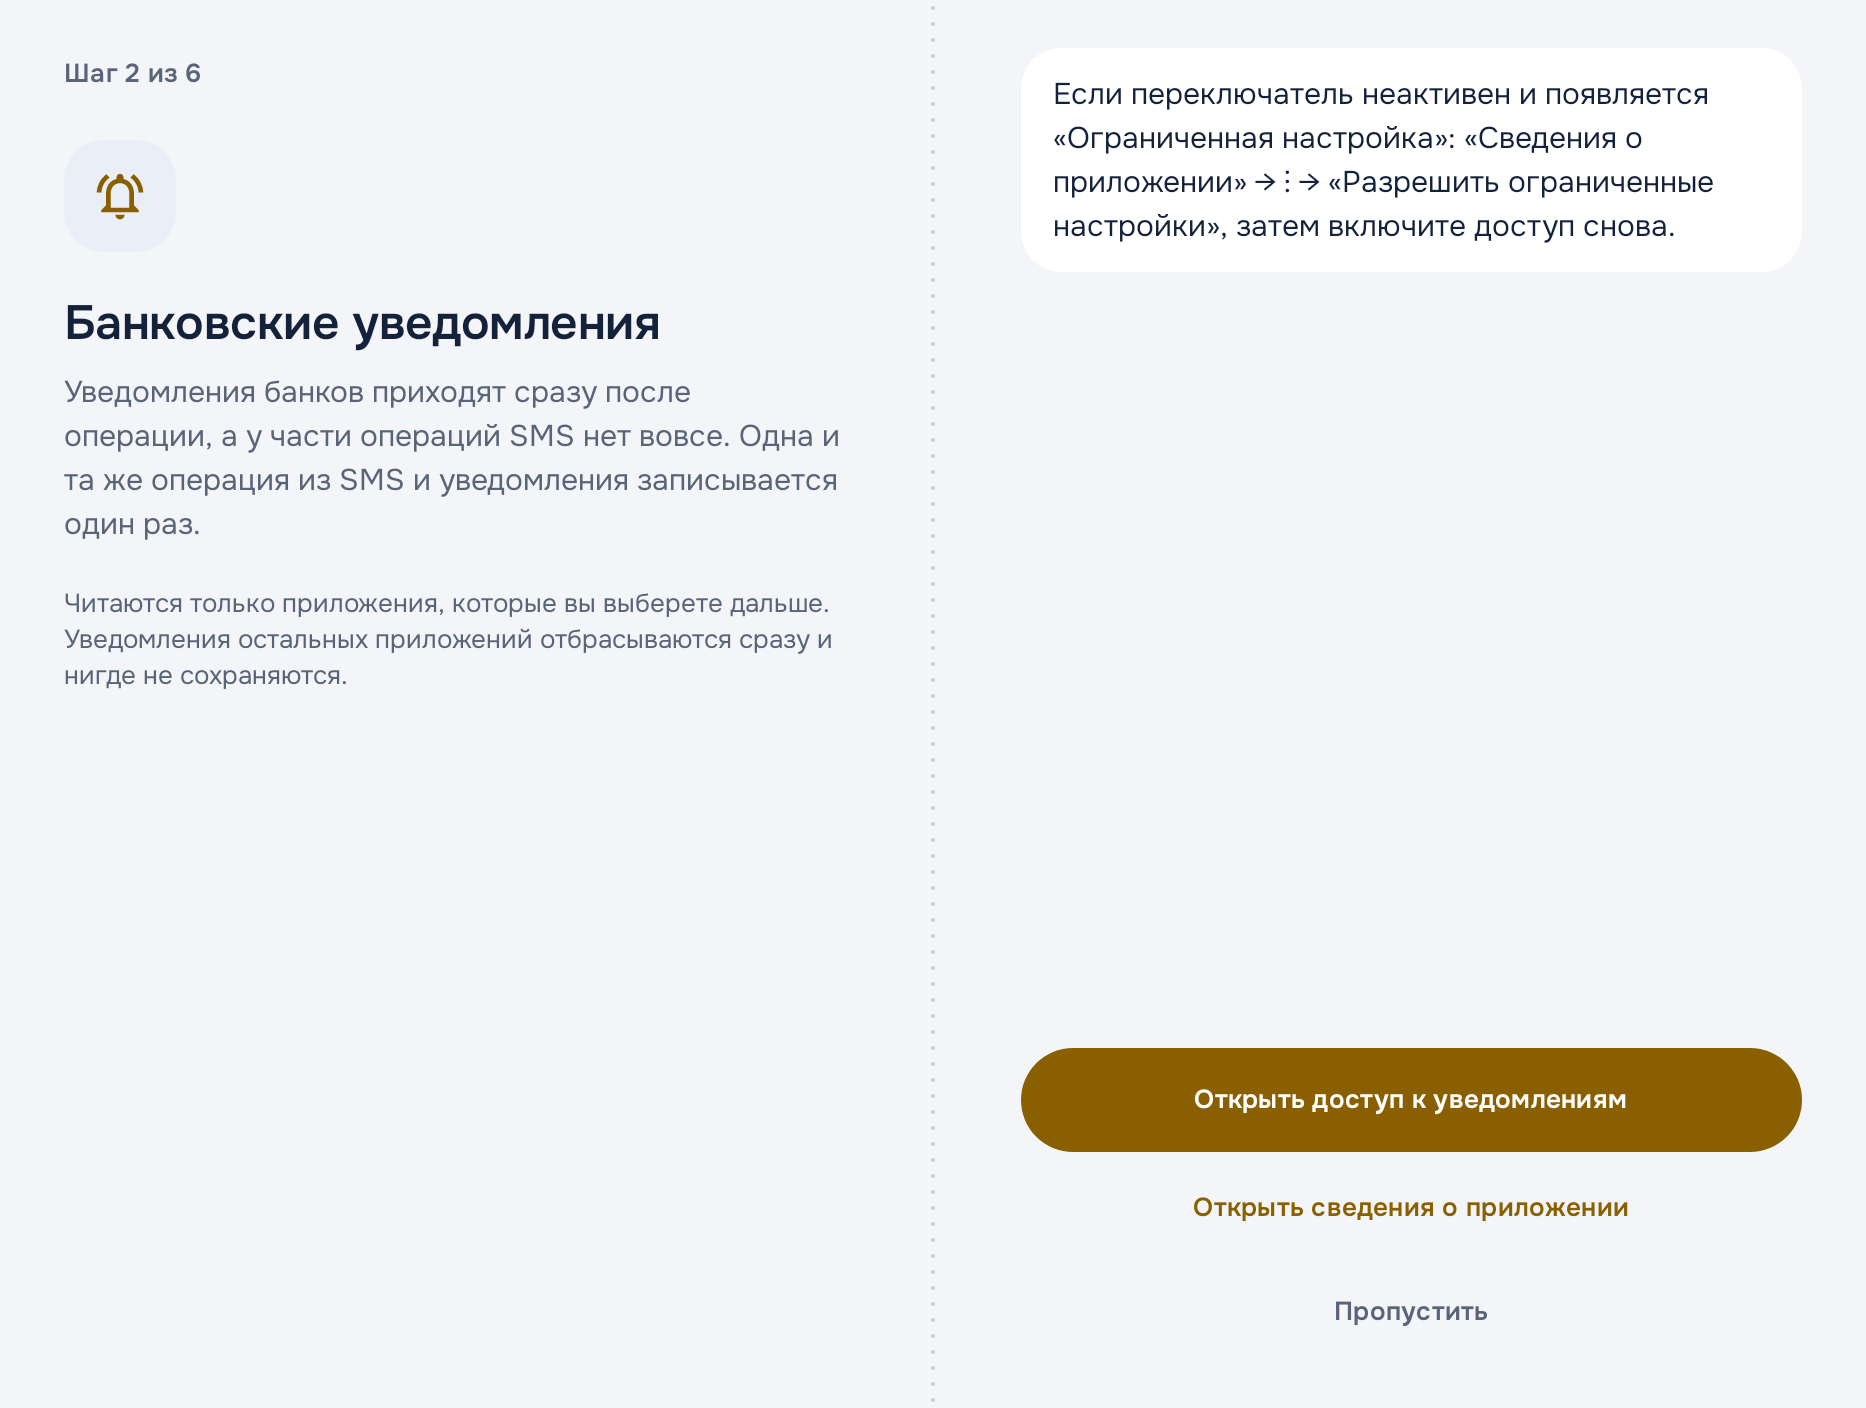 Шаг 2 из 6
Банковские уведомления
Уведомления банков приходят сразу после
операции, а у части операций SMS нет вовсе. Одна и
та же операция из SMS и уведомления записывается
один раз.
Читаются только приложения, которые вы выберете дальше.
Уведомления остальных приложений отбрасываются сразу и
нигде не сохраняются.
Если переключатель неактивен и появляется
«Ограниченная настройка»: «Сведения о
приложении» → ⋮ → «Разрешить ограниченные
настройки», затем включите доступ снова.
Открыть доступ к уведомлениям
Открыть сведения о приложении
Пропустить